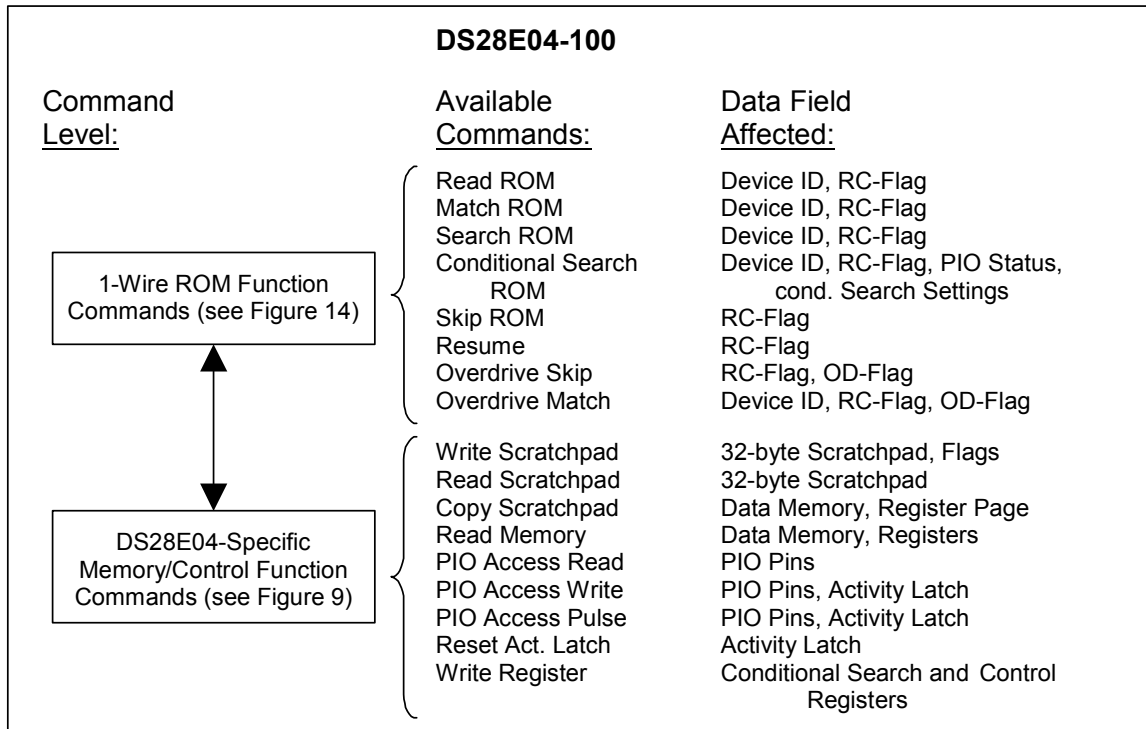 DS28E04-100
Command Level:
Available Commands:
Data Field Affected:
1-Wire ROM Function
Commands (see Figure 14)
Read ROM Device ID, RC-Flag
Match ROM Device ID, RC-Flag
Search ROM Device ID, RC-Flag
Conditional Search Device ID, RC-Flag, PIO Status,
ROM cond. Search Settings
Skip ROM RC-Flag
Resume RC-Flag
Overdrive Skip RC-Flag, OD-Flag
Overdrive Match Device ID, RC-Flag, OD-Flag
DS28E04-Specific
Memory/Control Function
Commands (see Figure 9)
Write Scratchpad 32-byte Scratchpad, Flags
Read Scratchpad 32-byte Scratchpad
Copy Scratchpad Data Memory, Register Page
Read Memory Data Memory, Registers
PIO Access Read PIO Pins
PIO Access Write PIO Pins, Activity Latch
PIO Access Pulse PIO Pins, Activity Latch
Reset Act. Latch Activity Latch
Write Register Conditional Search and Control
Registers